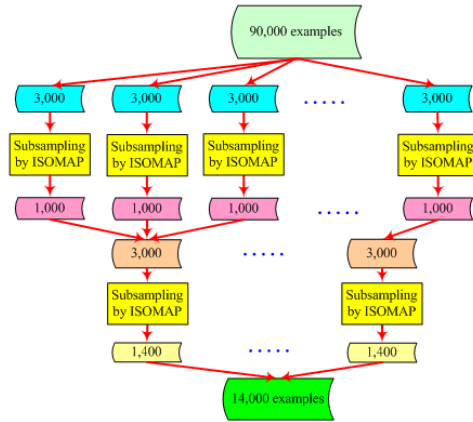 90,000 examples
3,000 3,000 3,000 ..... 3,000
Subsampling by ISOMAP
Subsampling by ISOMAP
Subsampling by ISOMAP
Subsampling by ISOMAP
1,000 1,000 1,000 ..... 1,000
3,000 ..... 3,000
Subsampling by ISOMAP
Subsampling by ISOMAP
1,400 ..... 1,400
14,000 examples